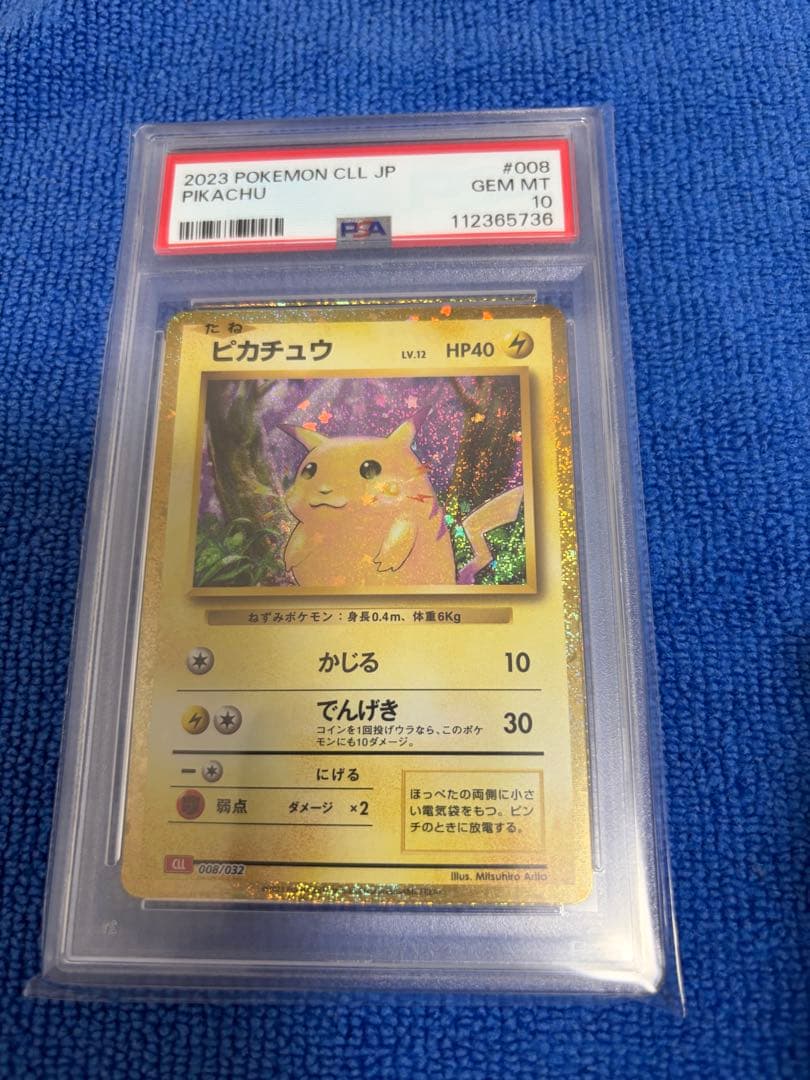 2023 POKEMON CLL JP #008
PIKACHU GEM MT
10
PSA 112365736
たね
ピカチュウ LV.12 HP40
ねずみポケモン：身長0.4m、体重6Kg
かじる 10
でんげき 30
コインを1回投げウラなら、このポケ
モンにも10ダメージ。
ー にげる
弱点 ダメージ ×2
ほっぺたの両側に小さ
い電気袋をもつ。ピン
チのときに放電する。
CLL 008/032
Illus. Mitsuhiro Arita